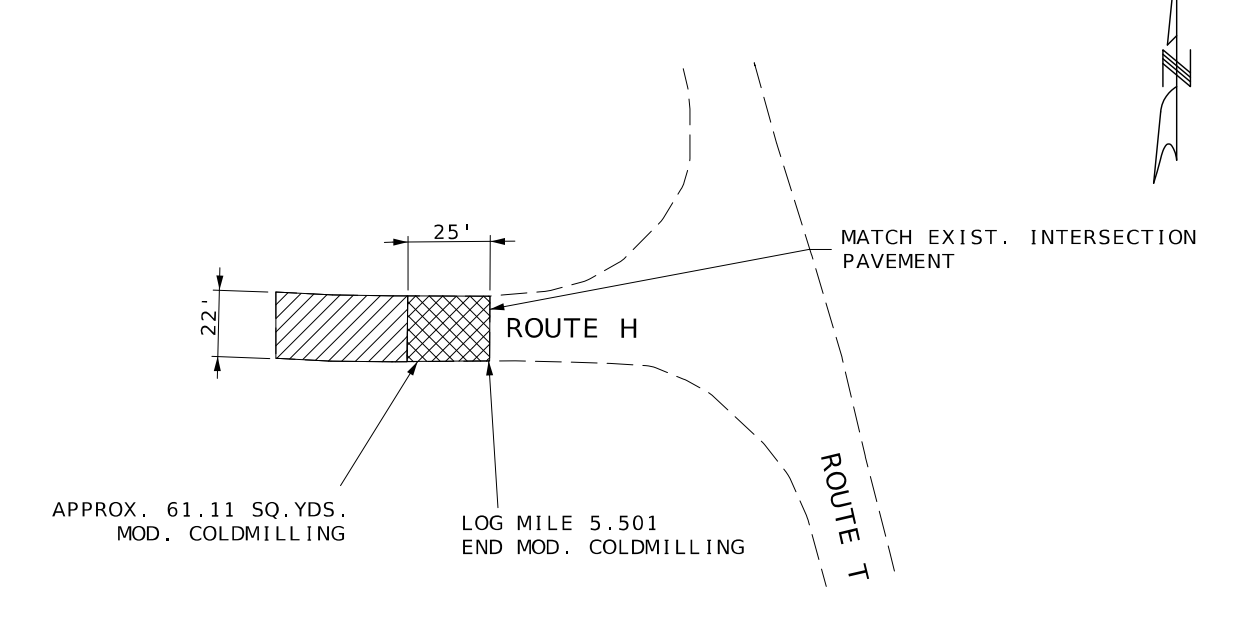 N
25'
MATCH EXIST. INTERSECTION
PAVEMENT
22'
ROUTE H
ROUTE T
APPROX. 61.11 SQ.YDS.
MOD. COLDMILLING
LOG MILE 5.501
END MOD. COLDMILLING